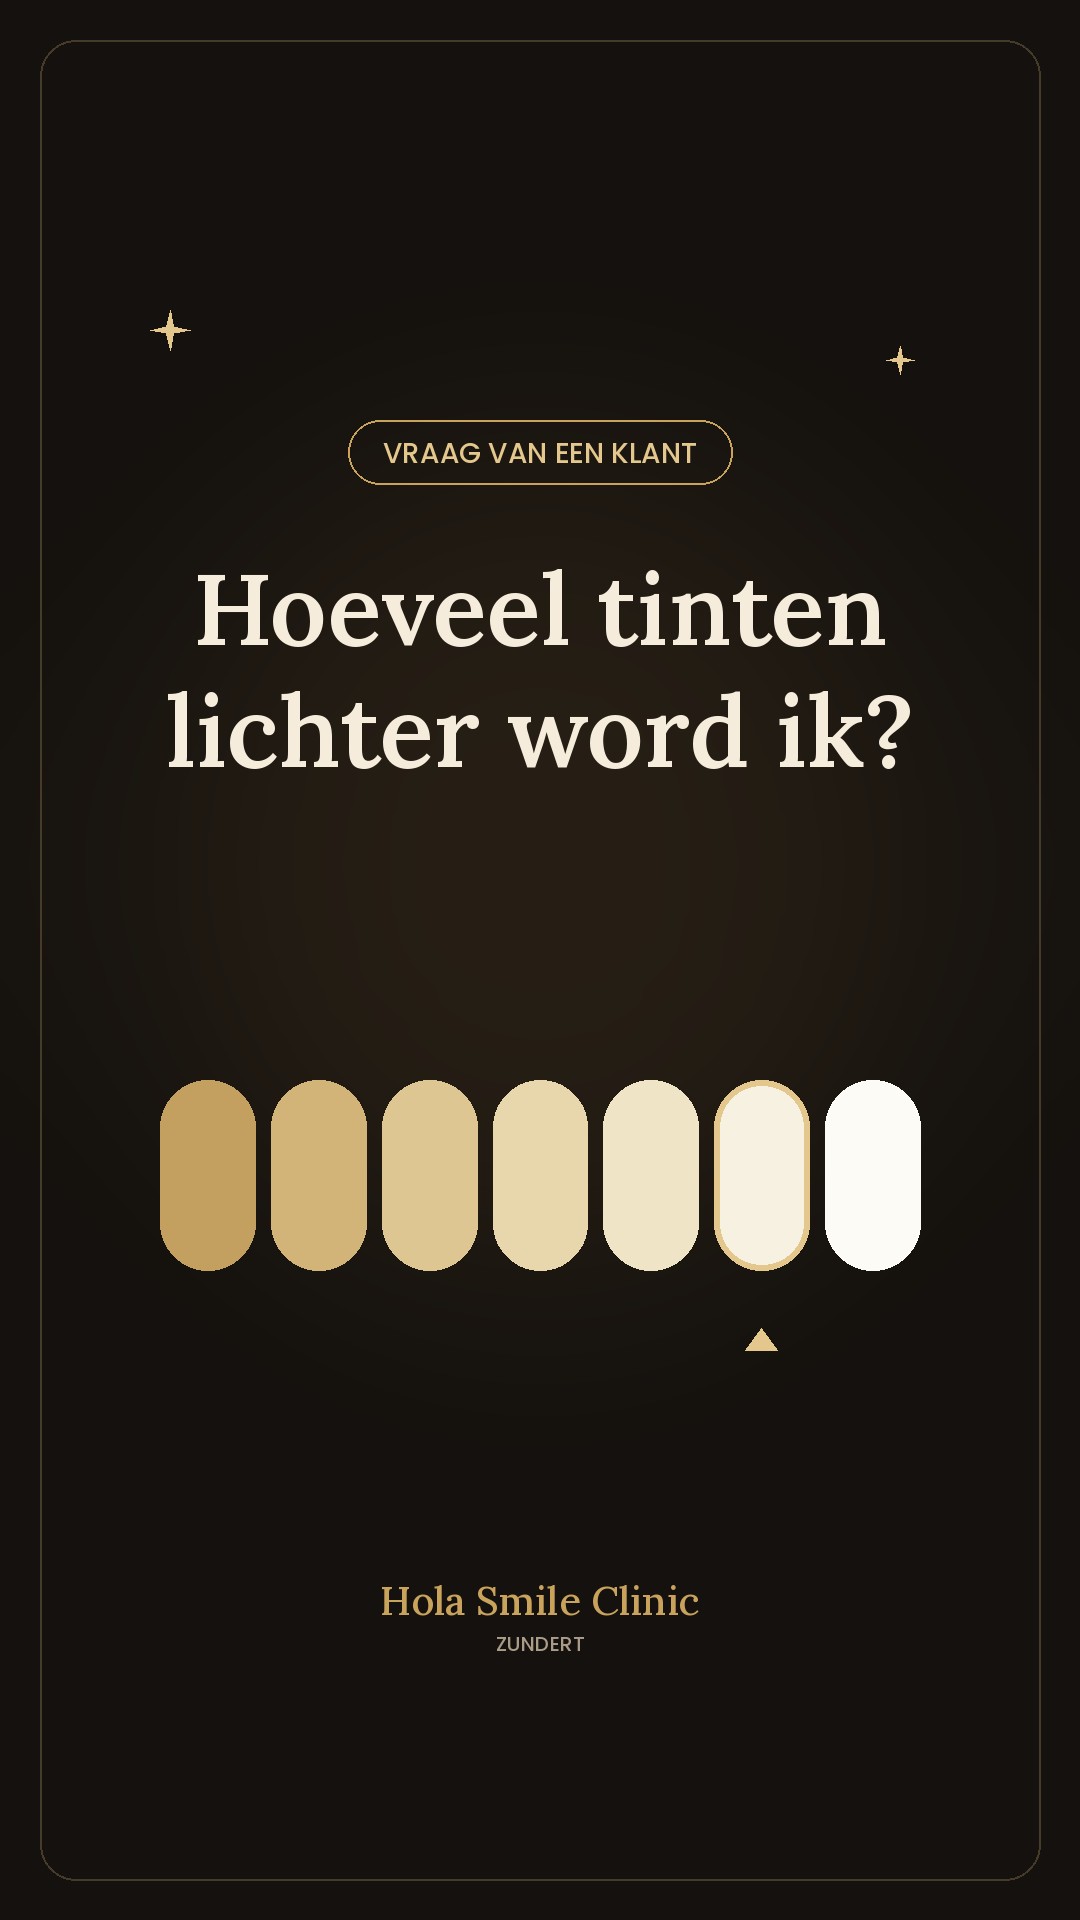 VRAAG VAN EEN KLANT
Hoeveel tinten
lichter word ik?
Hola Smile Clinic
ZUNDERT